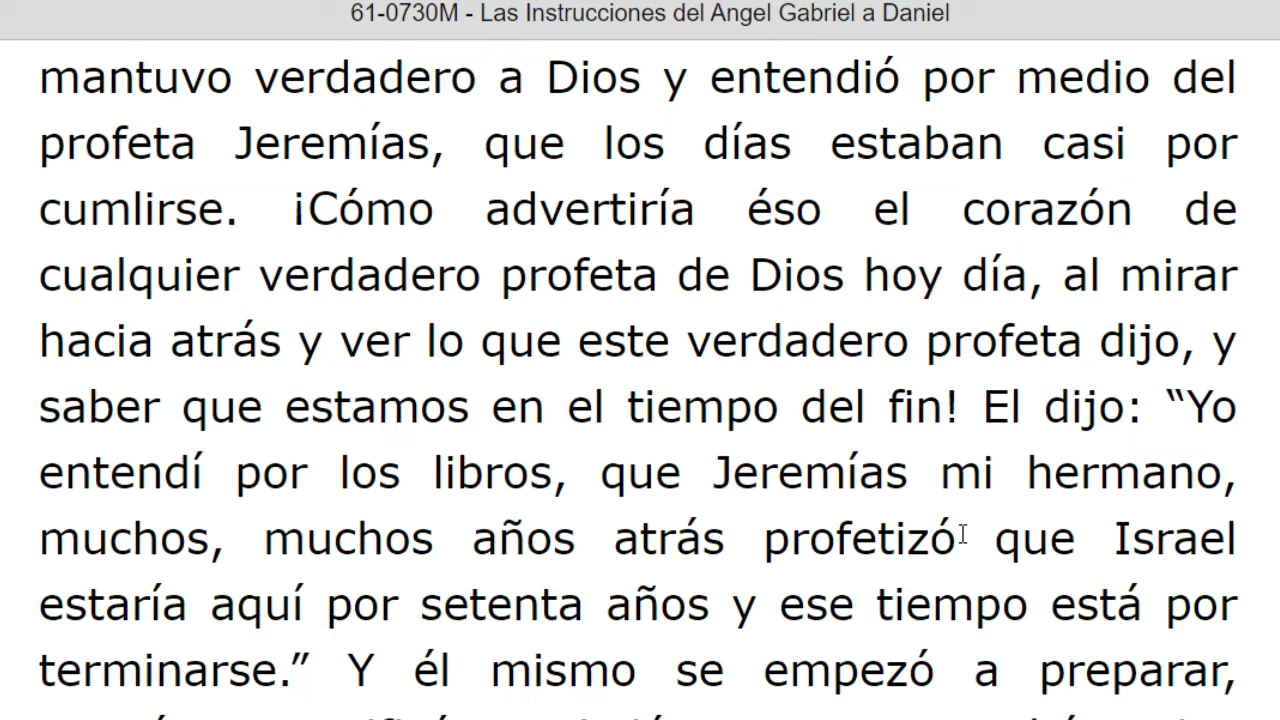 61-0730M - Las Instrucciones del Angel Gabriel a Daniel
mantuvo verdadero a Dios y entendió por medio del
profeta Jeremías, que los días estaban casi por
cumlirse. ¡Cómo advertiría éso el corazón de
cualquier verdadero profeta de Dios hoy día, al mirar
hacia atrás y ver lo que este verdadero profeta dijo, y
saber que estamos en el tiempo del fin! El dijo: “Yo
entendí por los libros, que Jeremías mi hermano,
muchos, muchos años atrás profetizó que Israel
estaría aquí por setenta años y ese tiempo está por
terminarse.” Y él mismo se empezó a preparar,